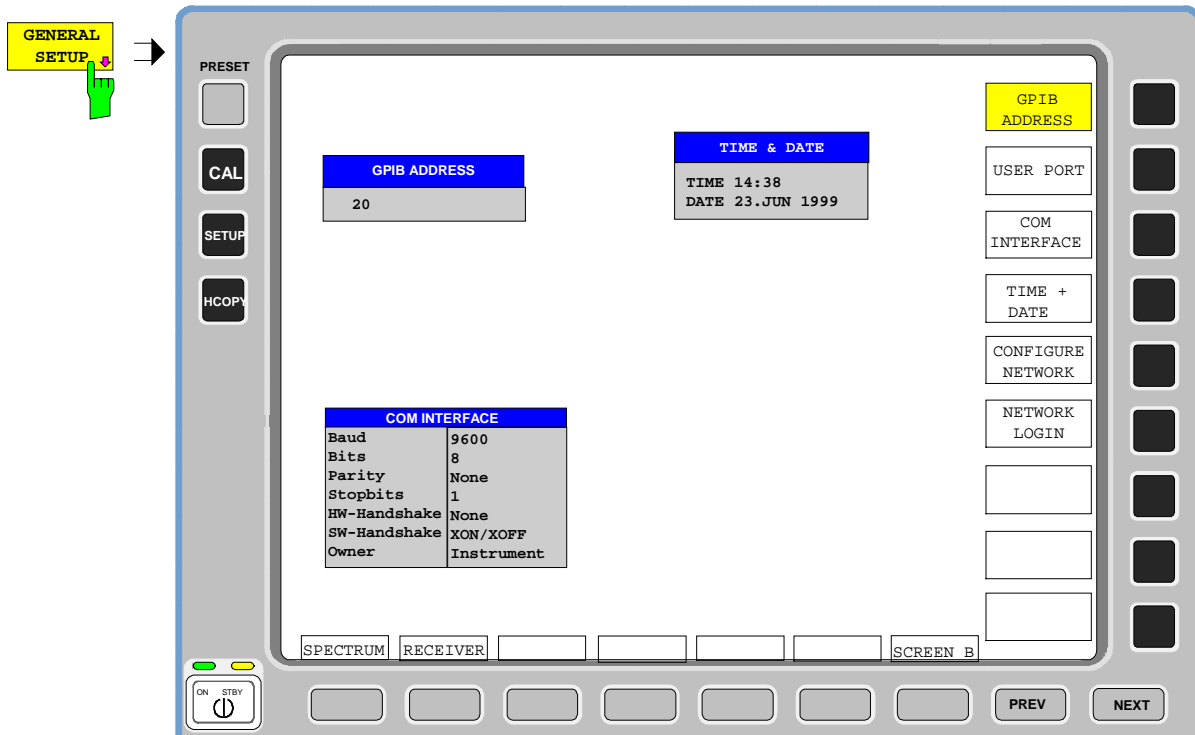 GENERAL
SETUP
PRESET
CAL
SETUP
HCOPY
GPIB ADDRESS
20
TIME & DATE
TIME 14:38
DATE 23.JUN 1999
COM INTERFACE
Baud 9600
Bits 8
Parity None
Stopbits 1
HW-Handshake None
SW-Handshake XON/XOFF
Owner Instrument
GPIB
ADDRESS
USER PORT
COM
INTERFACE
TIME +
DATE
CONFIGURE
NETWORK
NETWORK
LOGIN
SPECTRUM RECEIVER SCREEN B
ON STBY
PREV NEXT